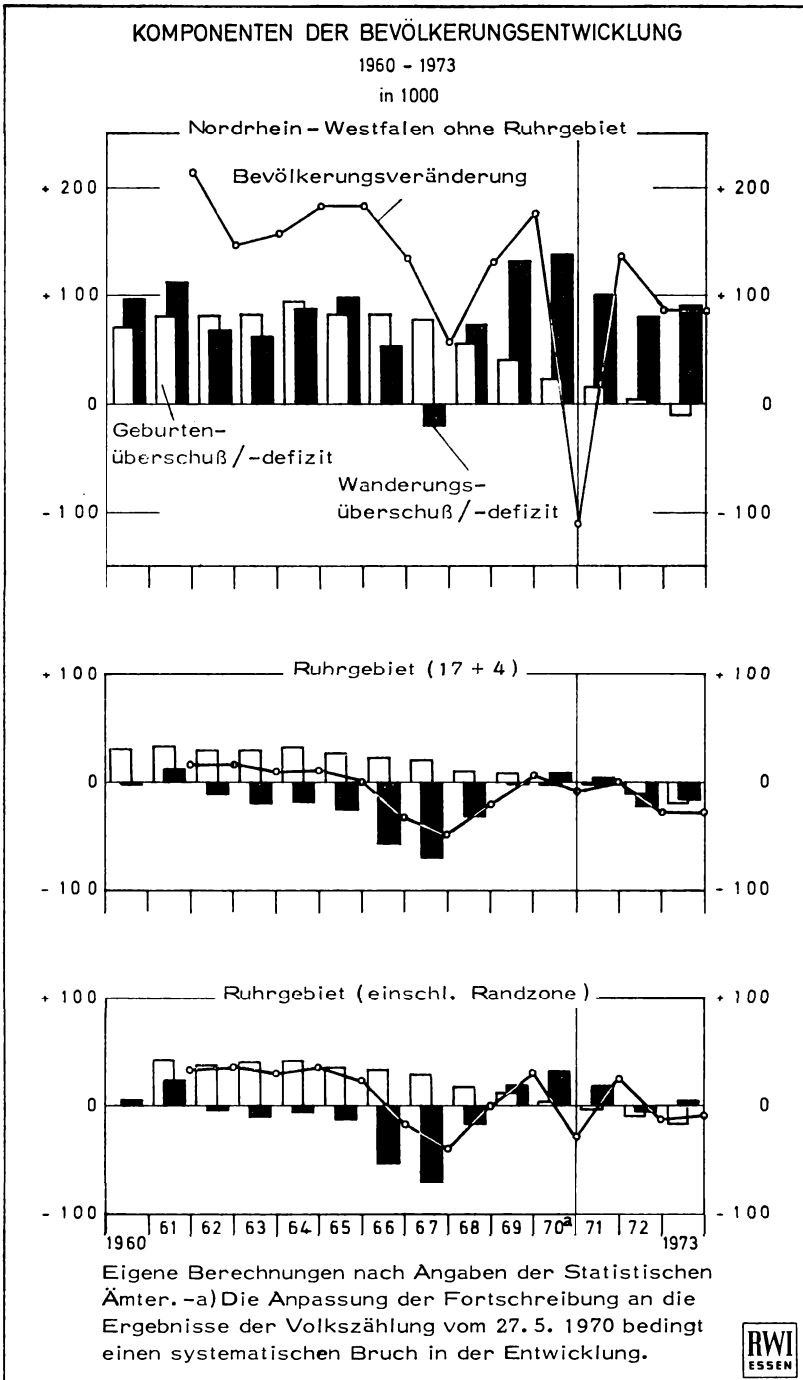 KOMPONENTEN DER BEVÖLKERUNGSENTWICKLUNG
1960 - 1973
in 1000
Nordrhein-Westfalen ohne Ruhrgebiet
+ 200 + 200
Bevölkerungsveränderung
+ 100 + 100
0 0
Geburten-
überschuß/-defizit
Wanderungs-
überschuß/-defizit
- 100 - 100
+ 100 + 100
Ruhrgebiet (17 + 4)
0 0
- 100 - 100
+ 100 + 100
Ruhrgebiet (einschl. Randzone)
0 0
- 100 - 100
61 62 63 64 65 66 67 68 69 70a 71 72
1960 1973
Eigene Berechnungen nach Angaben der Statistischen
Ämter. -a) Die Anpassung der Fortschreibung an die
Ergebnisse der Volkszählung vom 27.5. 1970 bedingt
einen systematischen Bruch in der Entwicklung.
RWI
ESSEN